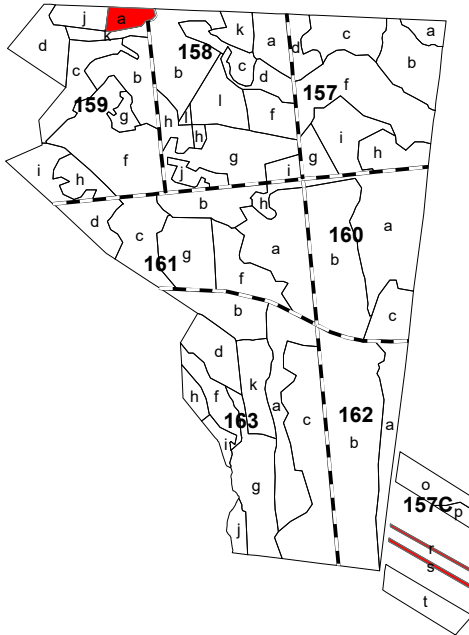 j a k a d c a
d 158 c b
c b b d f
159 157
g l f i
h l h h
f j g i g
i h
d b h 160 a
c g a b
161 f
b c
d
k
h f a c 162 a
163 b
i
g o
157C p
j r
s
t